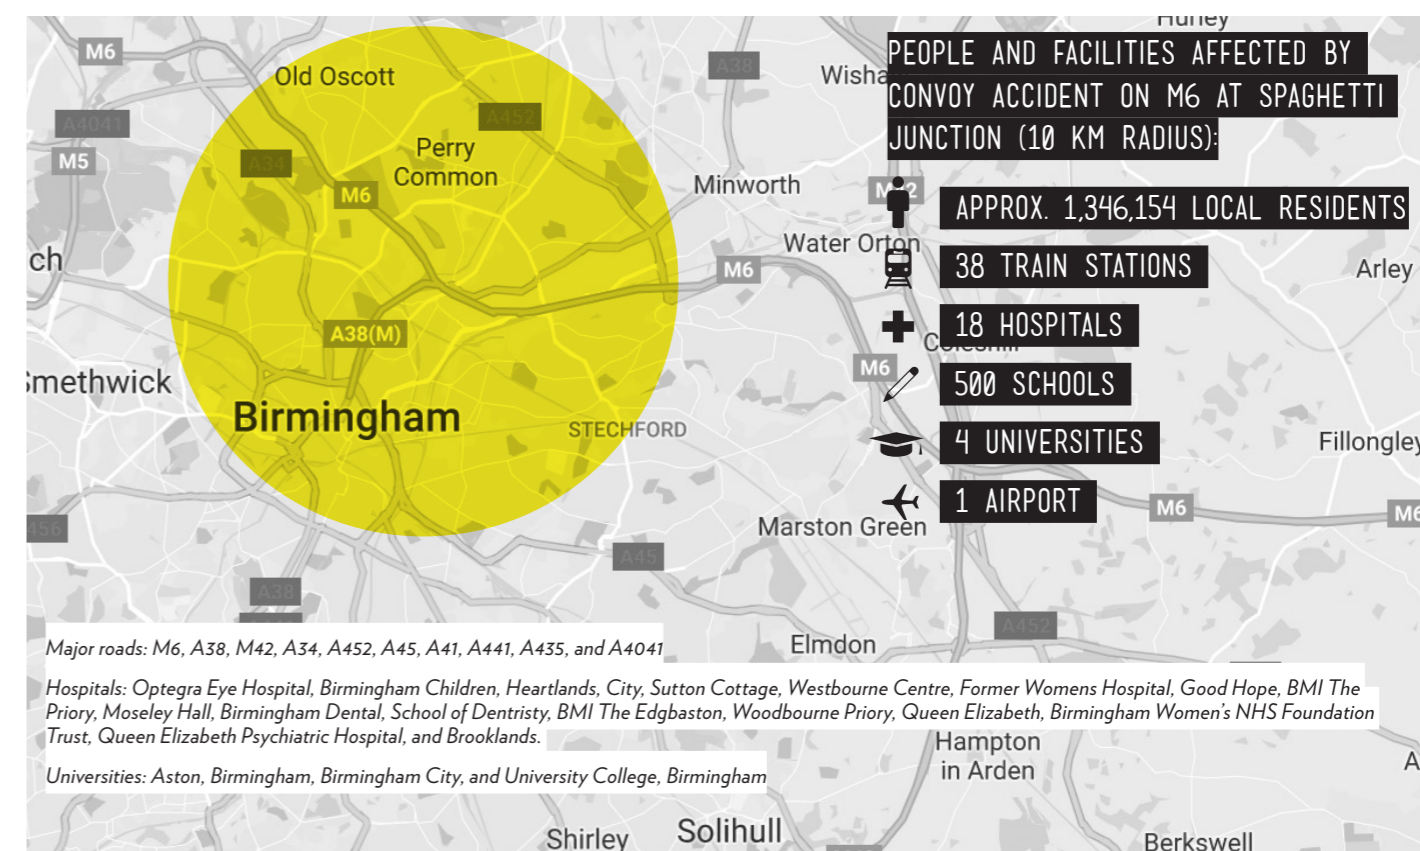 Hurley
M6
Old Oscott
A38
Wisha
PEOPLE AND FACILITIES AFFECTED BY
CONVOY ACCIDENT ON M6 AT SPAGHETTI
JUNCTION (10 KM RADIUS):
A4041
A452
M5
A34
Perry
Common
M6
Minworth
APPROX. 1,346,154 LOCAL RESIDENTS
Water Orton
ch
M6
38 TRAIN STATIONS
Arley
A38(M)
18 HOSPITALS
Smethwick
M6
500 SCHOOLS
Birmingham
STECHFORD
4 UNIVERSITIES
Fillongley
1 AIRPORT
M6
M6
456
Marston Green
A45
A38
A452
Elmdon
Major roads: M6, A38, M42, A34, A452, A45, A41, A441, A435, and A4041
Hospitals: Optegra Eye Hospital, Birmingham Children, Heartlands, City, Sutton Cottage, Westbourne Centre, Former Womens Hospital, Good Hope, BMI The
Priory, Moseley Hall, Birmingham Dental, School of Dentristy, BMI The Edgbaston, Woodbourne Priory, Queen Elizabeth, Birmingham Women's NHS Foundation
Trust, Queen Elizabeth Psychiatric Hospital, and Brooklands.
Universities: Aston, Birmingham, Birmingham City, and University College, Birmingham
Hampton
in Arden
A
Shirley
Solihull
Berkswell